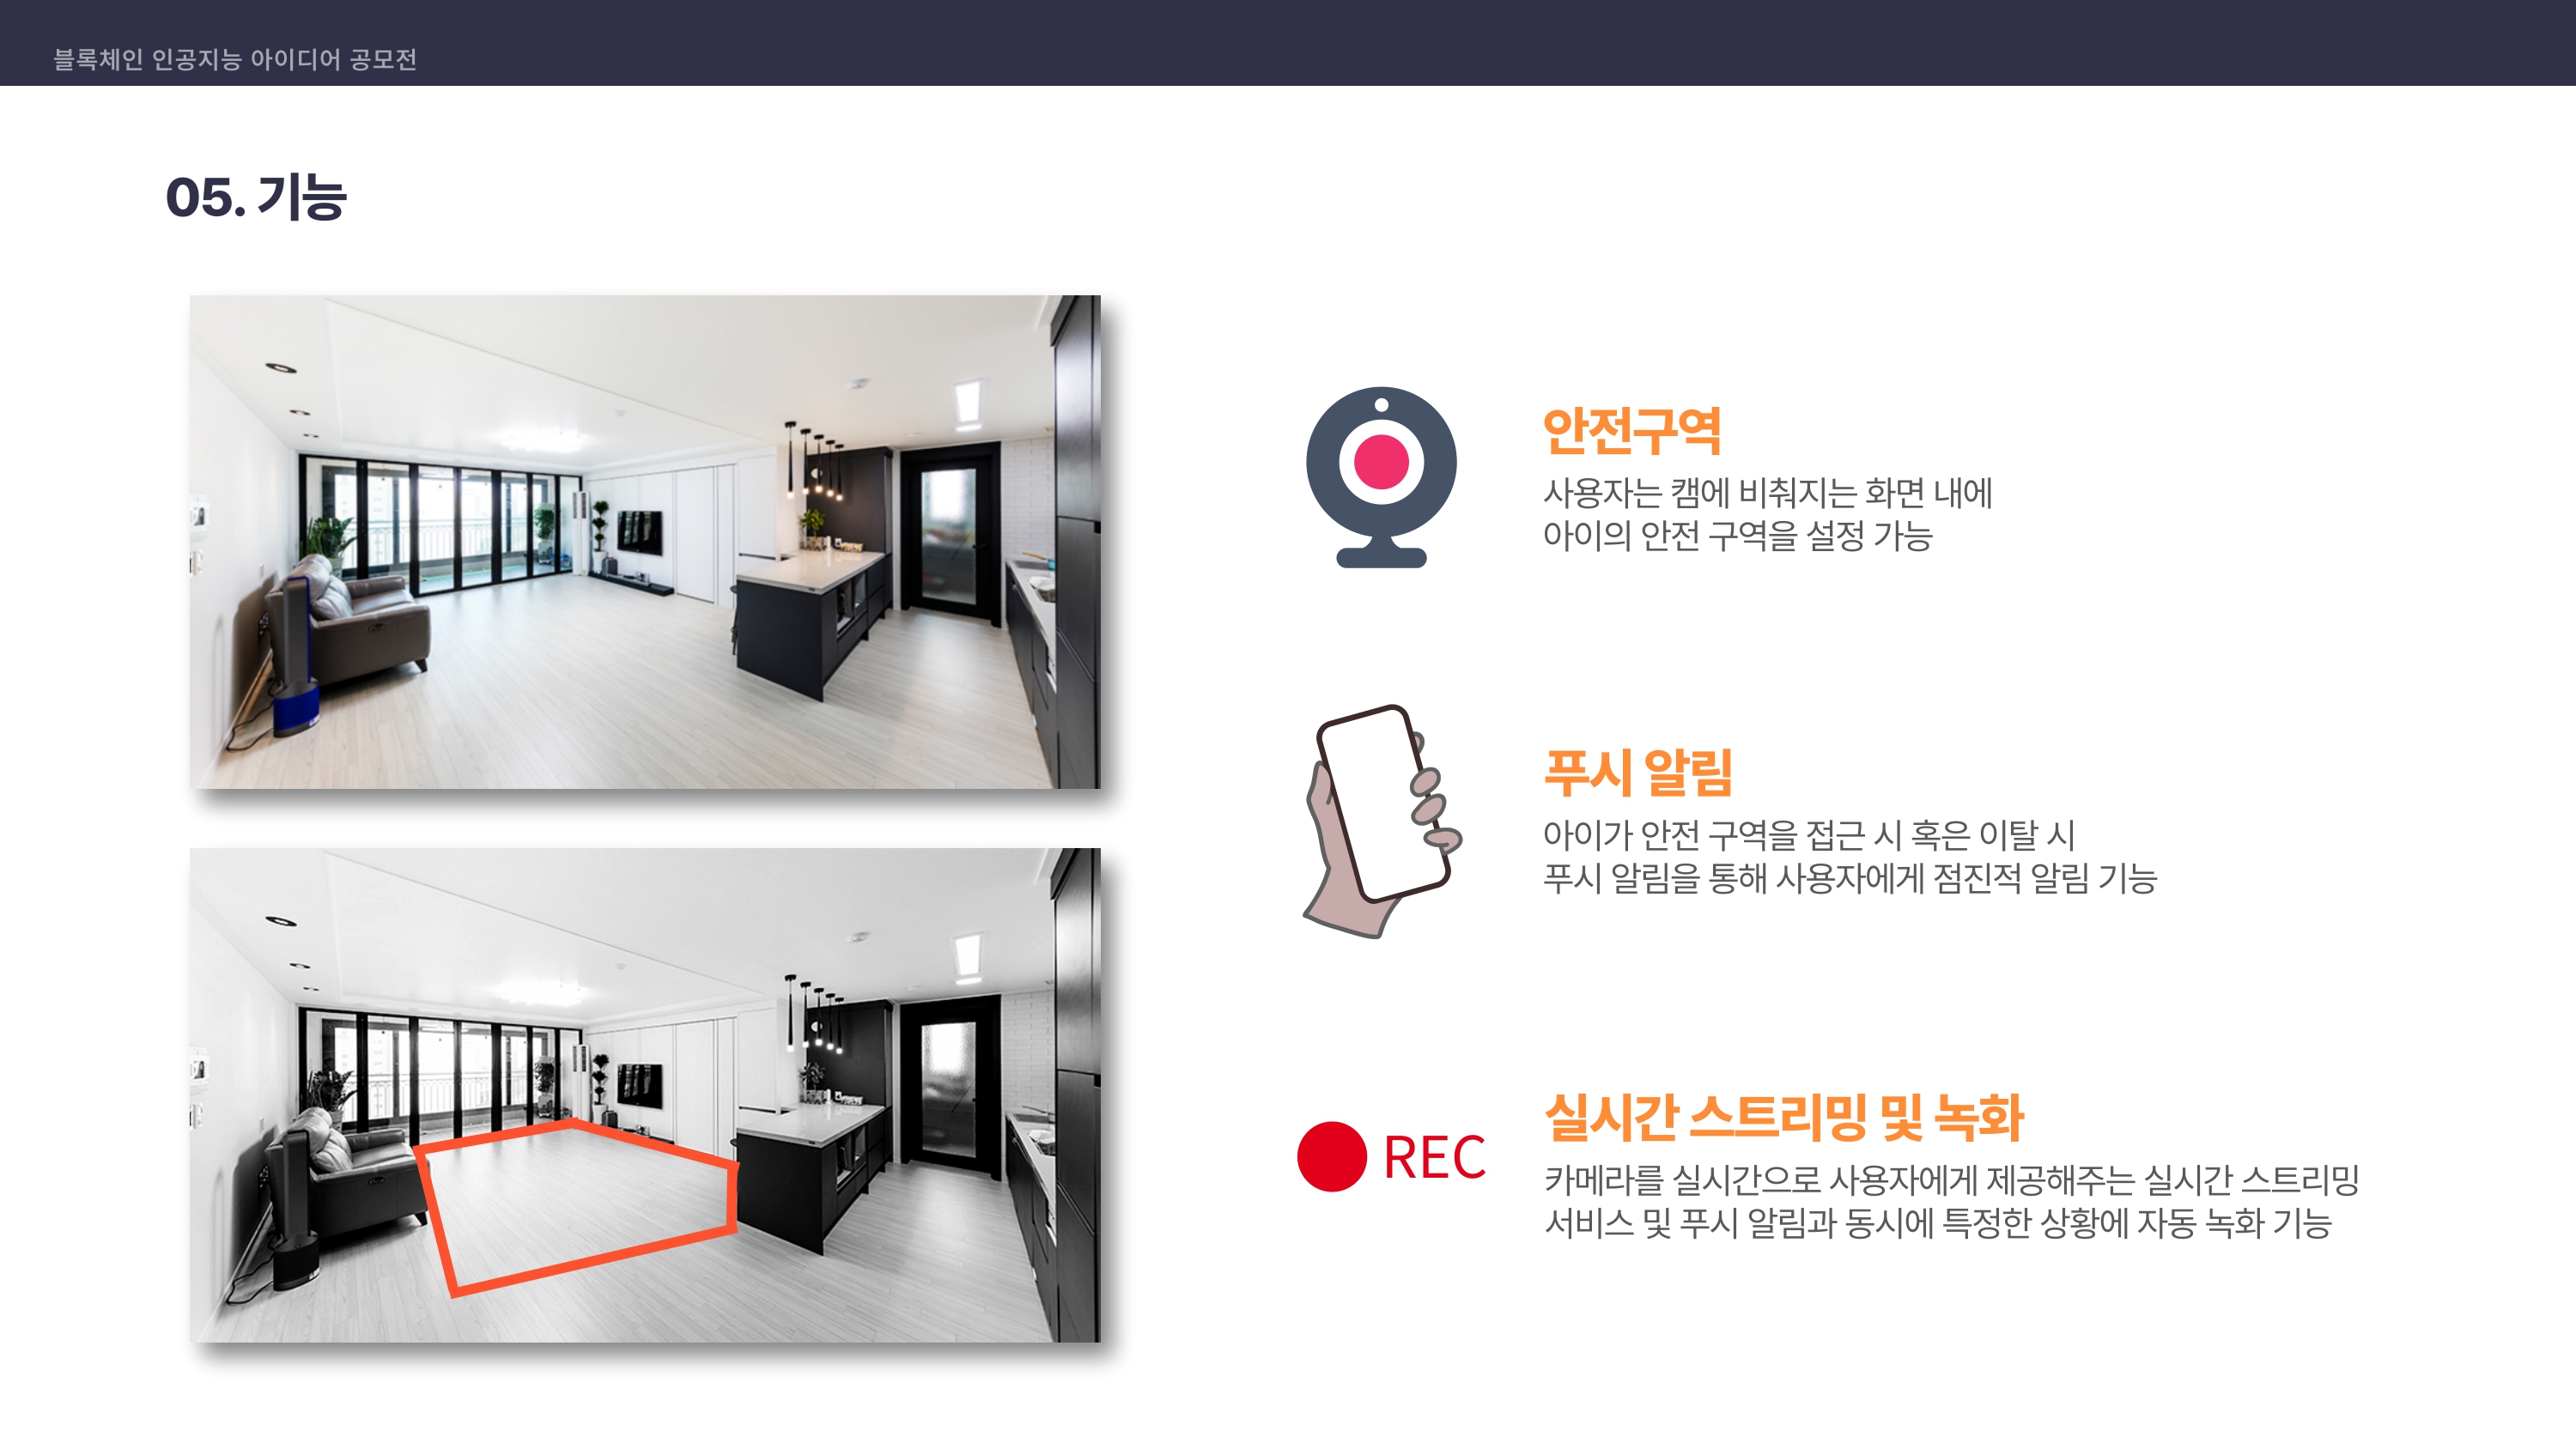 블록체인 인공지능 아이디어 공모전
05. 기능
안전구역
사용자는 캠에 비춰지는 화면 내에
아이의 안전 구역을 설정 가능
푸시 알림
아이가 안전 구역을 접근 시 혹은 이탈 시
푸시 알림을 통해 사용자에게 점진적 알림 기능
REC
실시간 스트리밍 및 녹화
카메라를 실시간으로 사용자에게 제공해주는 실시간 스트리밍
서비스 및 푸시 알림과 동시에 특정한 상황에 자동 녹화 기능